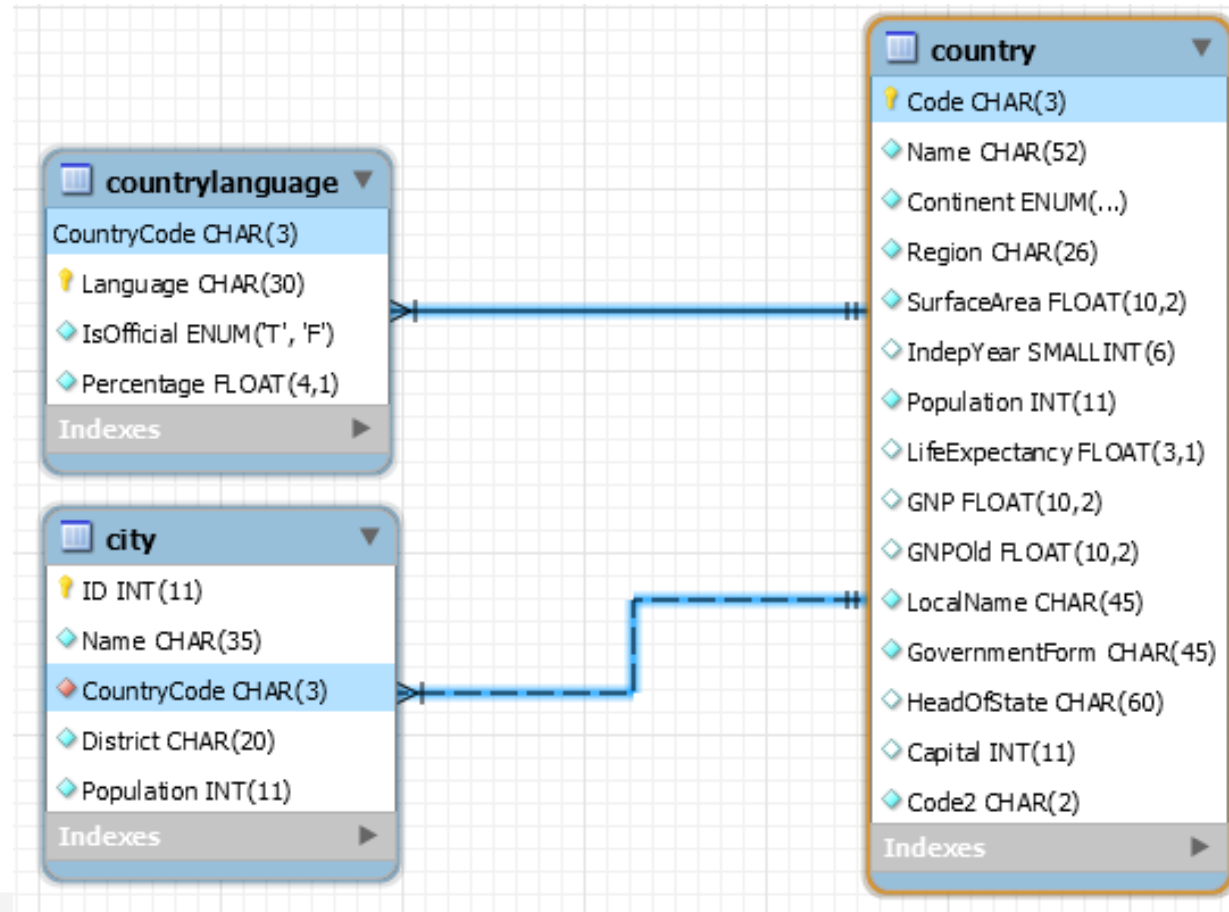 countrylanguage
CountryCode CHAR(3)
Language CHAR(30)
IsOfficial ENUM('T', 'F')
Percentage FLOAT(4,1)
Indexes
city
ID INT(11)
Name CHAR(35)
CountryCode CHAR(3)
District CHAR(20)
Population INT(11)
Indexes
country
Code CHAR(3)
Name CHAR(52)
Continent ENUM(...)
Region CHAR(26)
SurfaceArea FLOAT(10,2)
IndepYear SMALLINT(6)
Population INT(11)
LifeExpectancy FLOAT(3,1)
GNP FLOAT(10,2)
GNPOld FLOAT(10,2)
LocalName CHAR(45)
GovernmentForm CHAR(45)
HeadOfState CHAR(60)
Capital INT(11)
Code2 CHAR(2)
Indexes